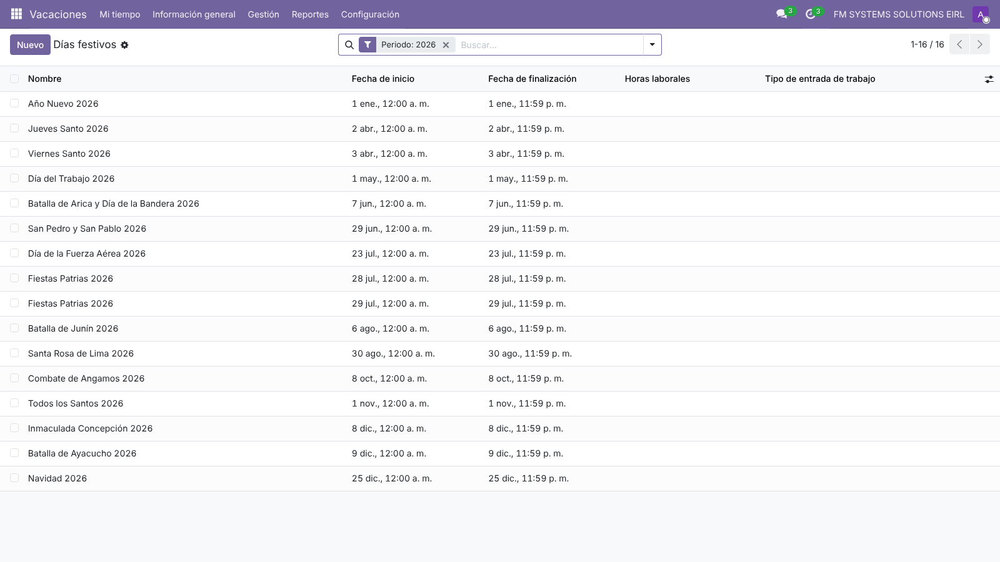 Vacaciones Mi tiempo Información general Gestión Reportes Configuración 3 3 FM SYSTEMS SOLUTIONS EIRL A
Nuevo Días festivos Periodo: 2026 Buscar... 1-16 / 16
Nombre Fecha de inicio Fecha de finalización Horas laborales Tipo de entrada de trabajo
Año Nuevo 2026 1 ene., 12:00 a. m. 1 ene., 11:59 p. m.
Jueves Santo 2026 2 abr., 12:00 a. m. 2 abr., 11:59 p. m.
Viernes Santo 2026 3 abr., 12:00 a. m. 3 abr., 11:59 p. m.
Día del Trabajo 2026 1 may., 12:00 a. m. 1 may., 11:59 p. m.
Batalla de Arica y Día de la Bandera 2026 7 jun., 12:00 a. m. 7 jun., 11:59 p. m.
San Pedro y San Pablo 2026 29 jun., 12:00 a. m. 29 jun., 11:59 p. m.
Día de la Fuerza Aérea 2026 23 jul., 12:00 a. m. 23 jul., 11:59 p. m.
Fiestas Patrias 2026 28 jul., 12:00 a. m. 28 jul., 11:59 p. m.
Fiestas Patrias 2026 29 jul., 12:00 a. m. 29 jul., 11:59 p. m.
Batalla de Junín 2026 6 ago., 12:00 a. m. 6 ago., 11:59 p. m.
Santa Rosa de Lima 2026 30 ago., 12:00 a. m. 30 ago., 11:59 p. m.
Combate de Angamos 2026 8 oct., 12:00 a. m. 8 oct., 11:59 p. m.
Todos los Santos 2026 1 nov., 12:00 a. m. 1 nov., 11:59 p. m.
Inmaculada Concepción 2026 8 dic., 12:00 a. m. 8 dic., 11:59 p. m.
Batalla de Ayacucho 2026 9 dic., 12:00 a. m. 9 dic., 11:59 p. m.
Navidad 2026 25 dic., 12:00 a. m. 25 dic., 11:59 p. m.